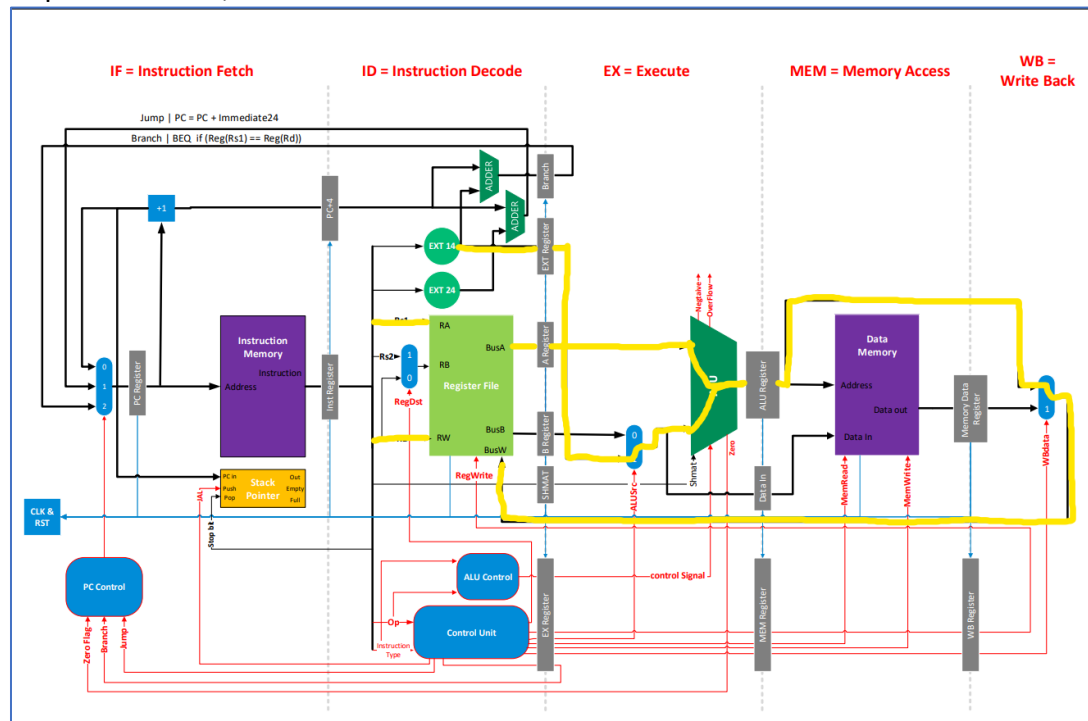 IF = Instruction Fetch
ID = Instruction Decode
EX = Execute
MEM = Memory Access
WB =
Write Back
Jump | PC = PC + Immediate24
Branch | BEQ if (Reg(Rs1) == Reg(Rd))
+1
PC+4
ADDER
ADDER
Branch
EXT 14
EXT 24
EXT Register
Negtaive
OverFlow
0
1
2
PC Register
Instruction
Memory
Instruction
Address
Inst Register
Rs2
1
0
RegDst
RA
RB
RW
BusA
BusB
BusW
Register File
RegWrite
A Register
B Register
SHMAT
0
ALUSrc
Shmat
Zero
ALU Register
Data In
Data
Memory
Address
Data out
Data In
MemRead
MemWrite
Memory Data
Register
1
WBdata
PC In
Push
Pop
Stack
Pointer
Out
Empty
Full
JAL
Stop bit
CLK &
RST
PC Control
Zero Flag
Branch
Jump
ALU Control
control Signal
Op
Instruction
Type
Control Unit
EX Register
MEM Register
WB Register